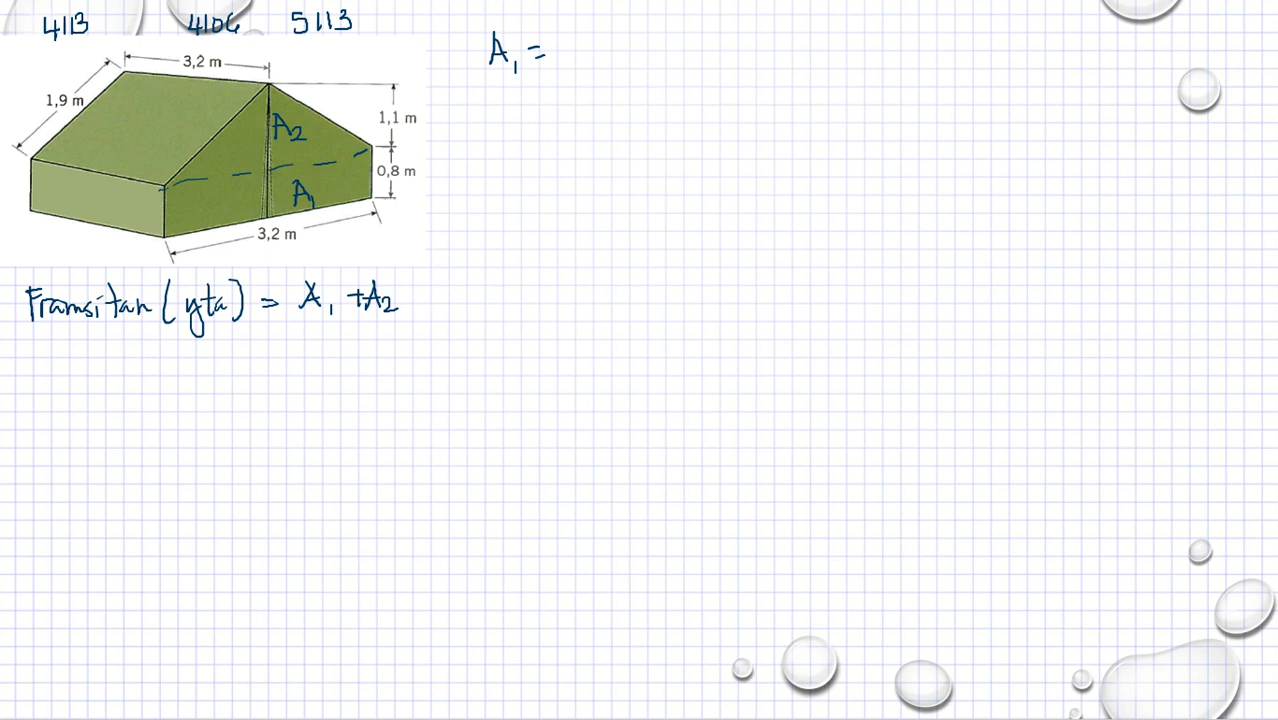 4113 4106 5113
A₁ =
3,2 m
1,9 m
1,1 m
A₂
0,8 m
A₁
3,2 m
Framsitan (yta) = A₁ + A₂